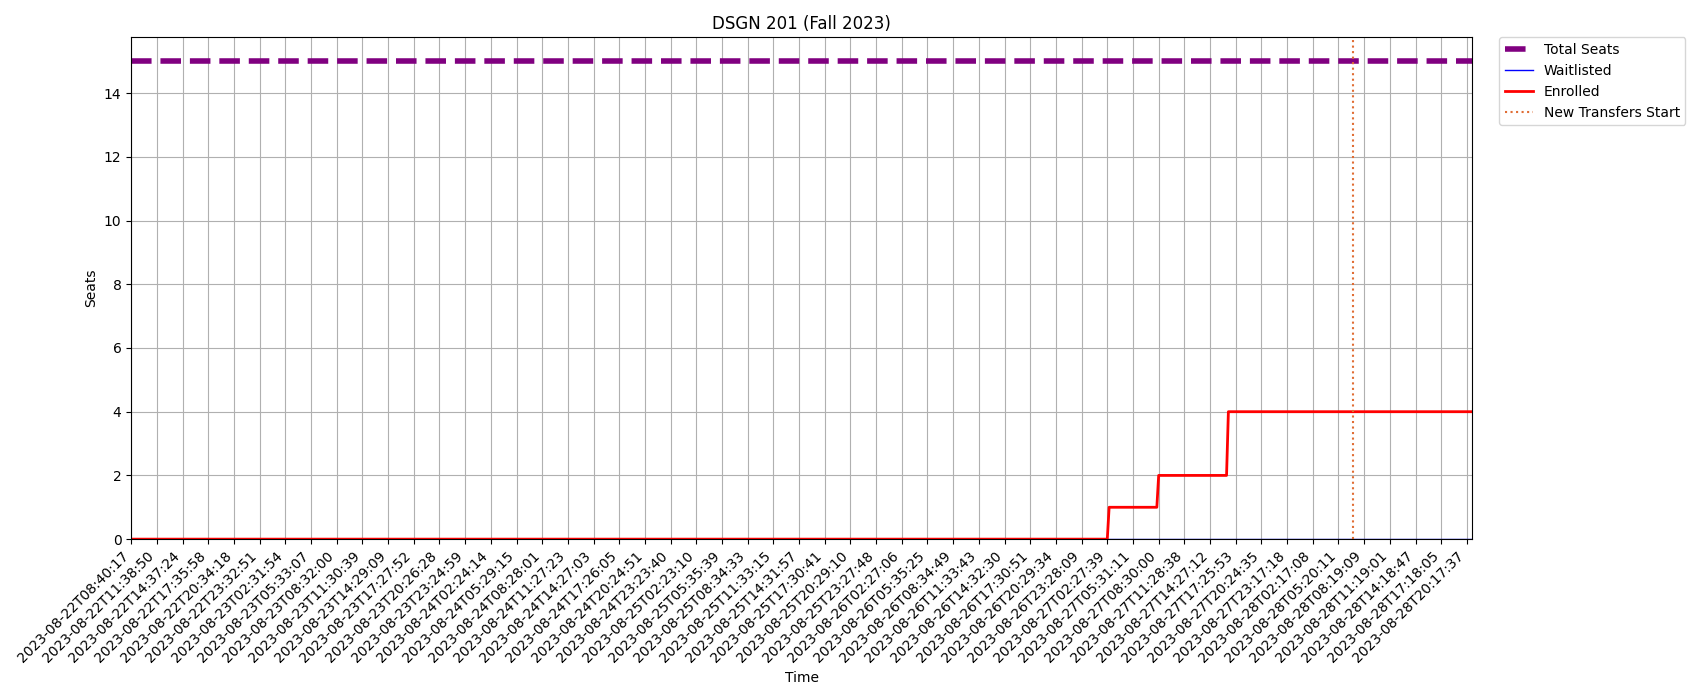 DSGN 201 (Fall 2023)
Total Seats
Waitlisted
Enrolled
New Transfers Start
Seats
14
12
10
8
6
4
2
0
2023-08-22T08:40:17
2023-08-22T11:38:50
2023-08-22T14:37:24
2023-08-22T17:35:58
2023-08-22T20:34:18
2023-08-22T23:32:51
2023-08-23T02:31:54
2023-08-23T05:33:07
2023-08-23T08:32:00
2023-08-23T11:30:39
2023-08-23T14:29:09
2023-08-23T17:27:52
2023-08-23T20:26:28
2023-08-23T23:24:59
2023-08-24T02:24:14
2023-08-24T05:29:15
2023-08-24T08:28:01
2023-08-24T11:27:23
2023-08-24T14:27:03
2023-08-24T17:26:05
2023-08-24T20:24:51
2023-08-24T23:23:40
2023-08-25T02:23:10
2023-08-25T05:35:39
2023-08-25T08:34:33
2023-08-25T11:33:15
2023-08-25T14:31:57
2023-08-25T17:30:41
2023-08-25T20:29:10
2023-08-25T23:27:48
2023-08-26T02:27:06
2023-08-26T05:35:25
2023-08-26T08:34:49
2023-08-26T11:33:43
2023-08-26T14:32:30
2023-08-26T17:30:51
2023-08-26T20:29:34
2023-08-26T23:28:09
2023-08-27T02:27:39
2023-08-27T05:31:11
2023-08-27T08:30:00
2023-08-27T11:28:38
2023-08-27T14:27:12
2023-08-27T17:25:53
2023-08-27T20:24:35
2023-08-27T23:17:18
2023-08-28T02:17:08
2023-08-28T05:20:11
2023-08-28T08:19:09
2023-08-28T11:19:01
2023-08-28T14:18:47
2023-08-28T17:18:05
2023-08-28T20:17:37
Time